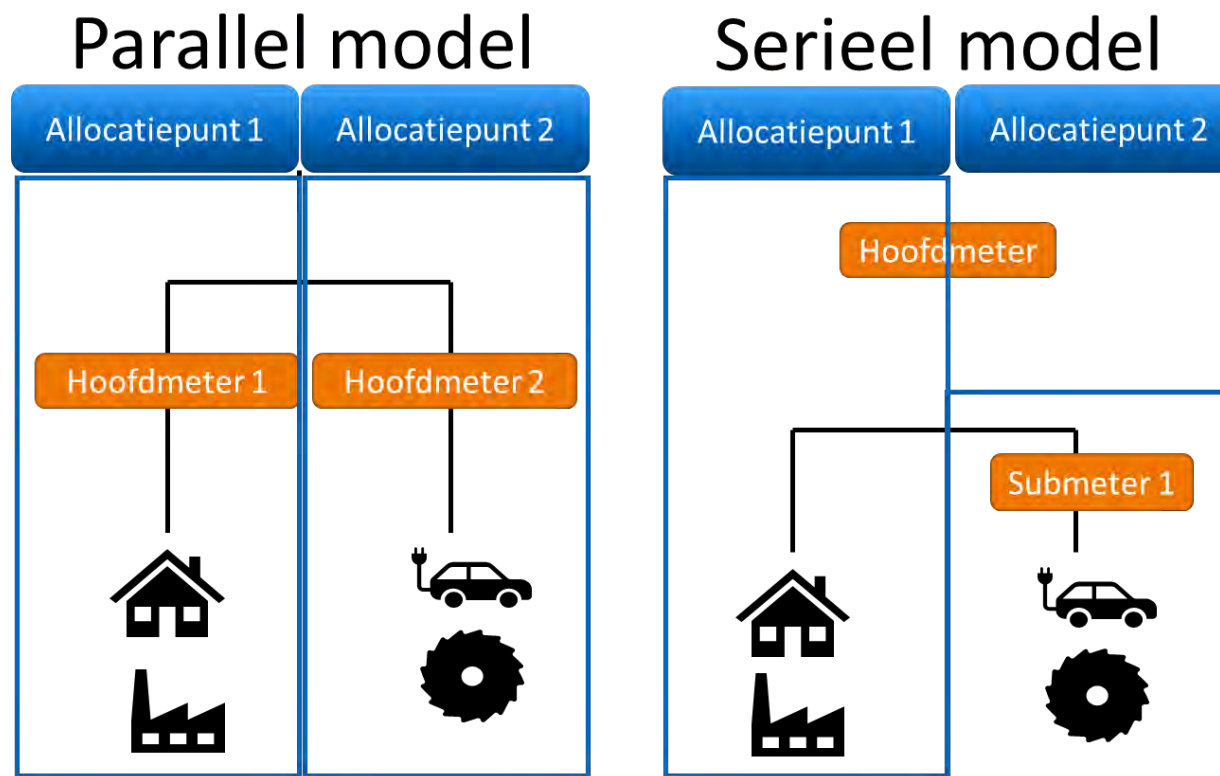 Parallel model
Serieel model
Allocatiepunt 1
Allocatiepunt 2
Allocatiepunt 1
Allocatiepunt 2
Hoofdmeter
Hoofdmeter 1
Hoofdmeter 2
Submeter 1